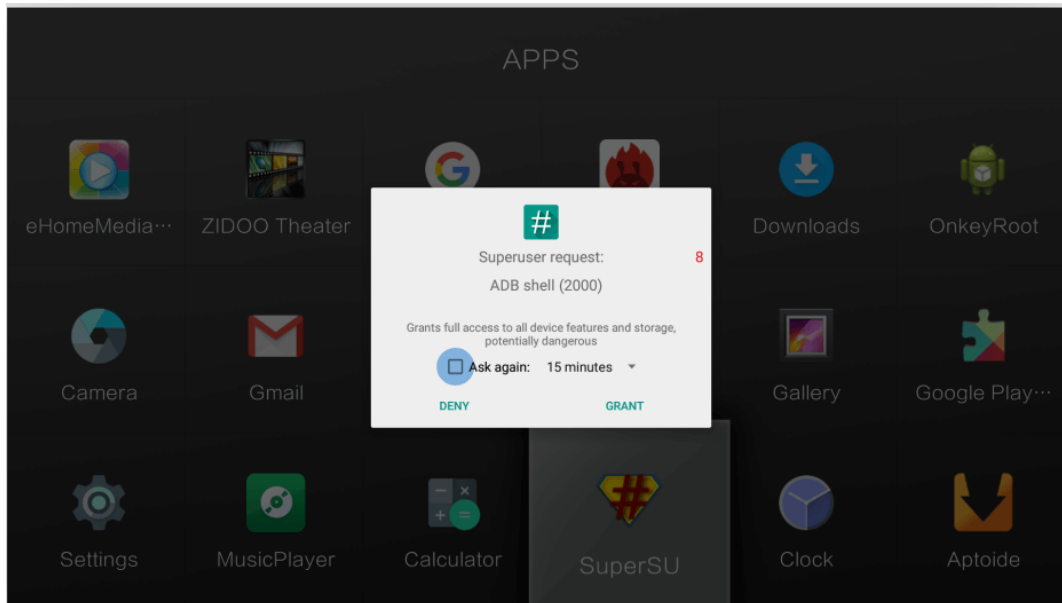 APPS
eHomeMedia···
ZIDOO Theater
Downloads
OnkeyRoot
#
Superuser request:
8
ADB shell (2000)
Grants full access to all device features and storage,
potentially dangerous
Ask again:
15 minutes
DENY
GRANT
Camera
Gmail
Gallery
Google Play···
Settings
MusicPlayer
Calculator
SuperSU
Clock
Aptoide